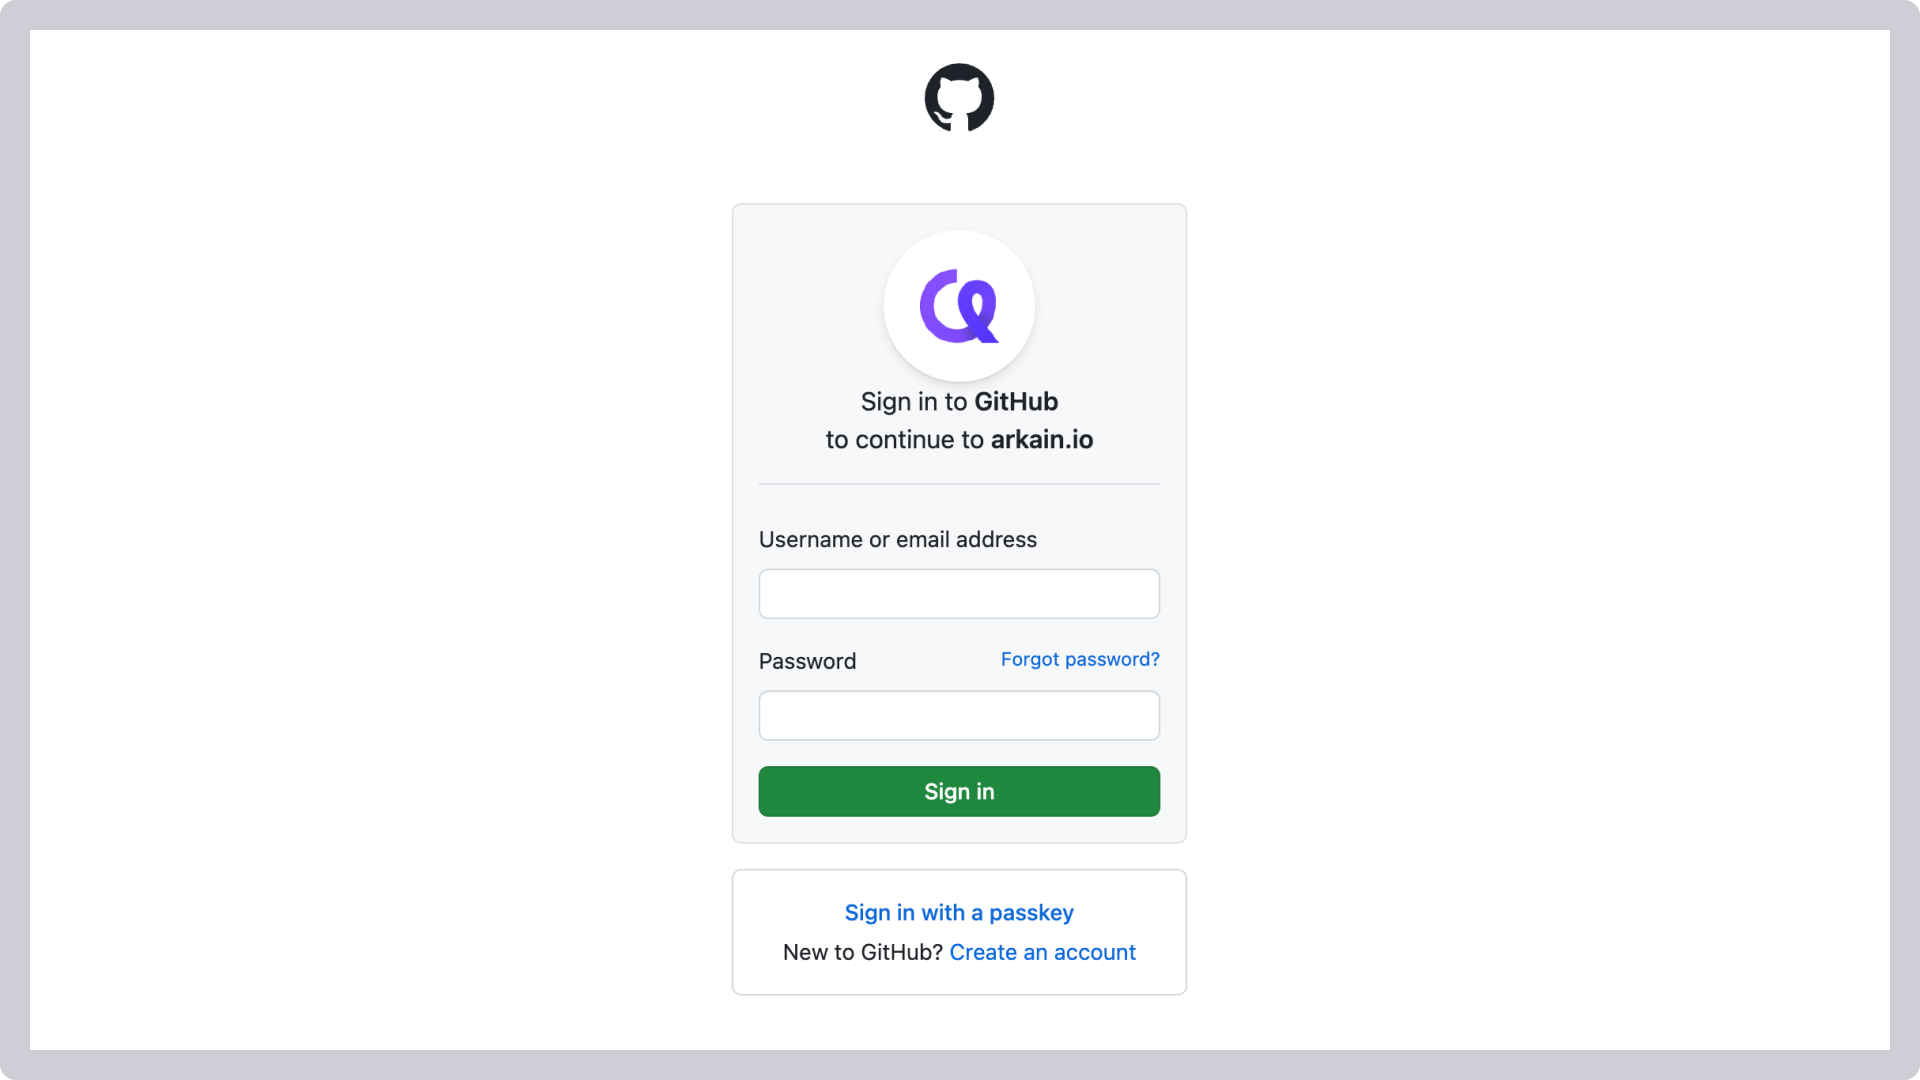 Sign in to GitHub
to continue to arkain.io
Username or email address
Password
Forgot password?
Sign in
Sign in with a passkey
New to GitHub? Create an account